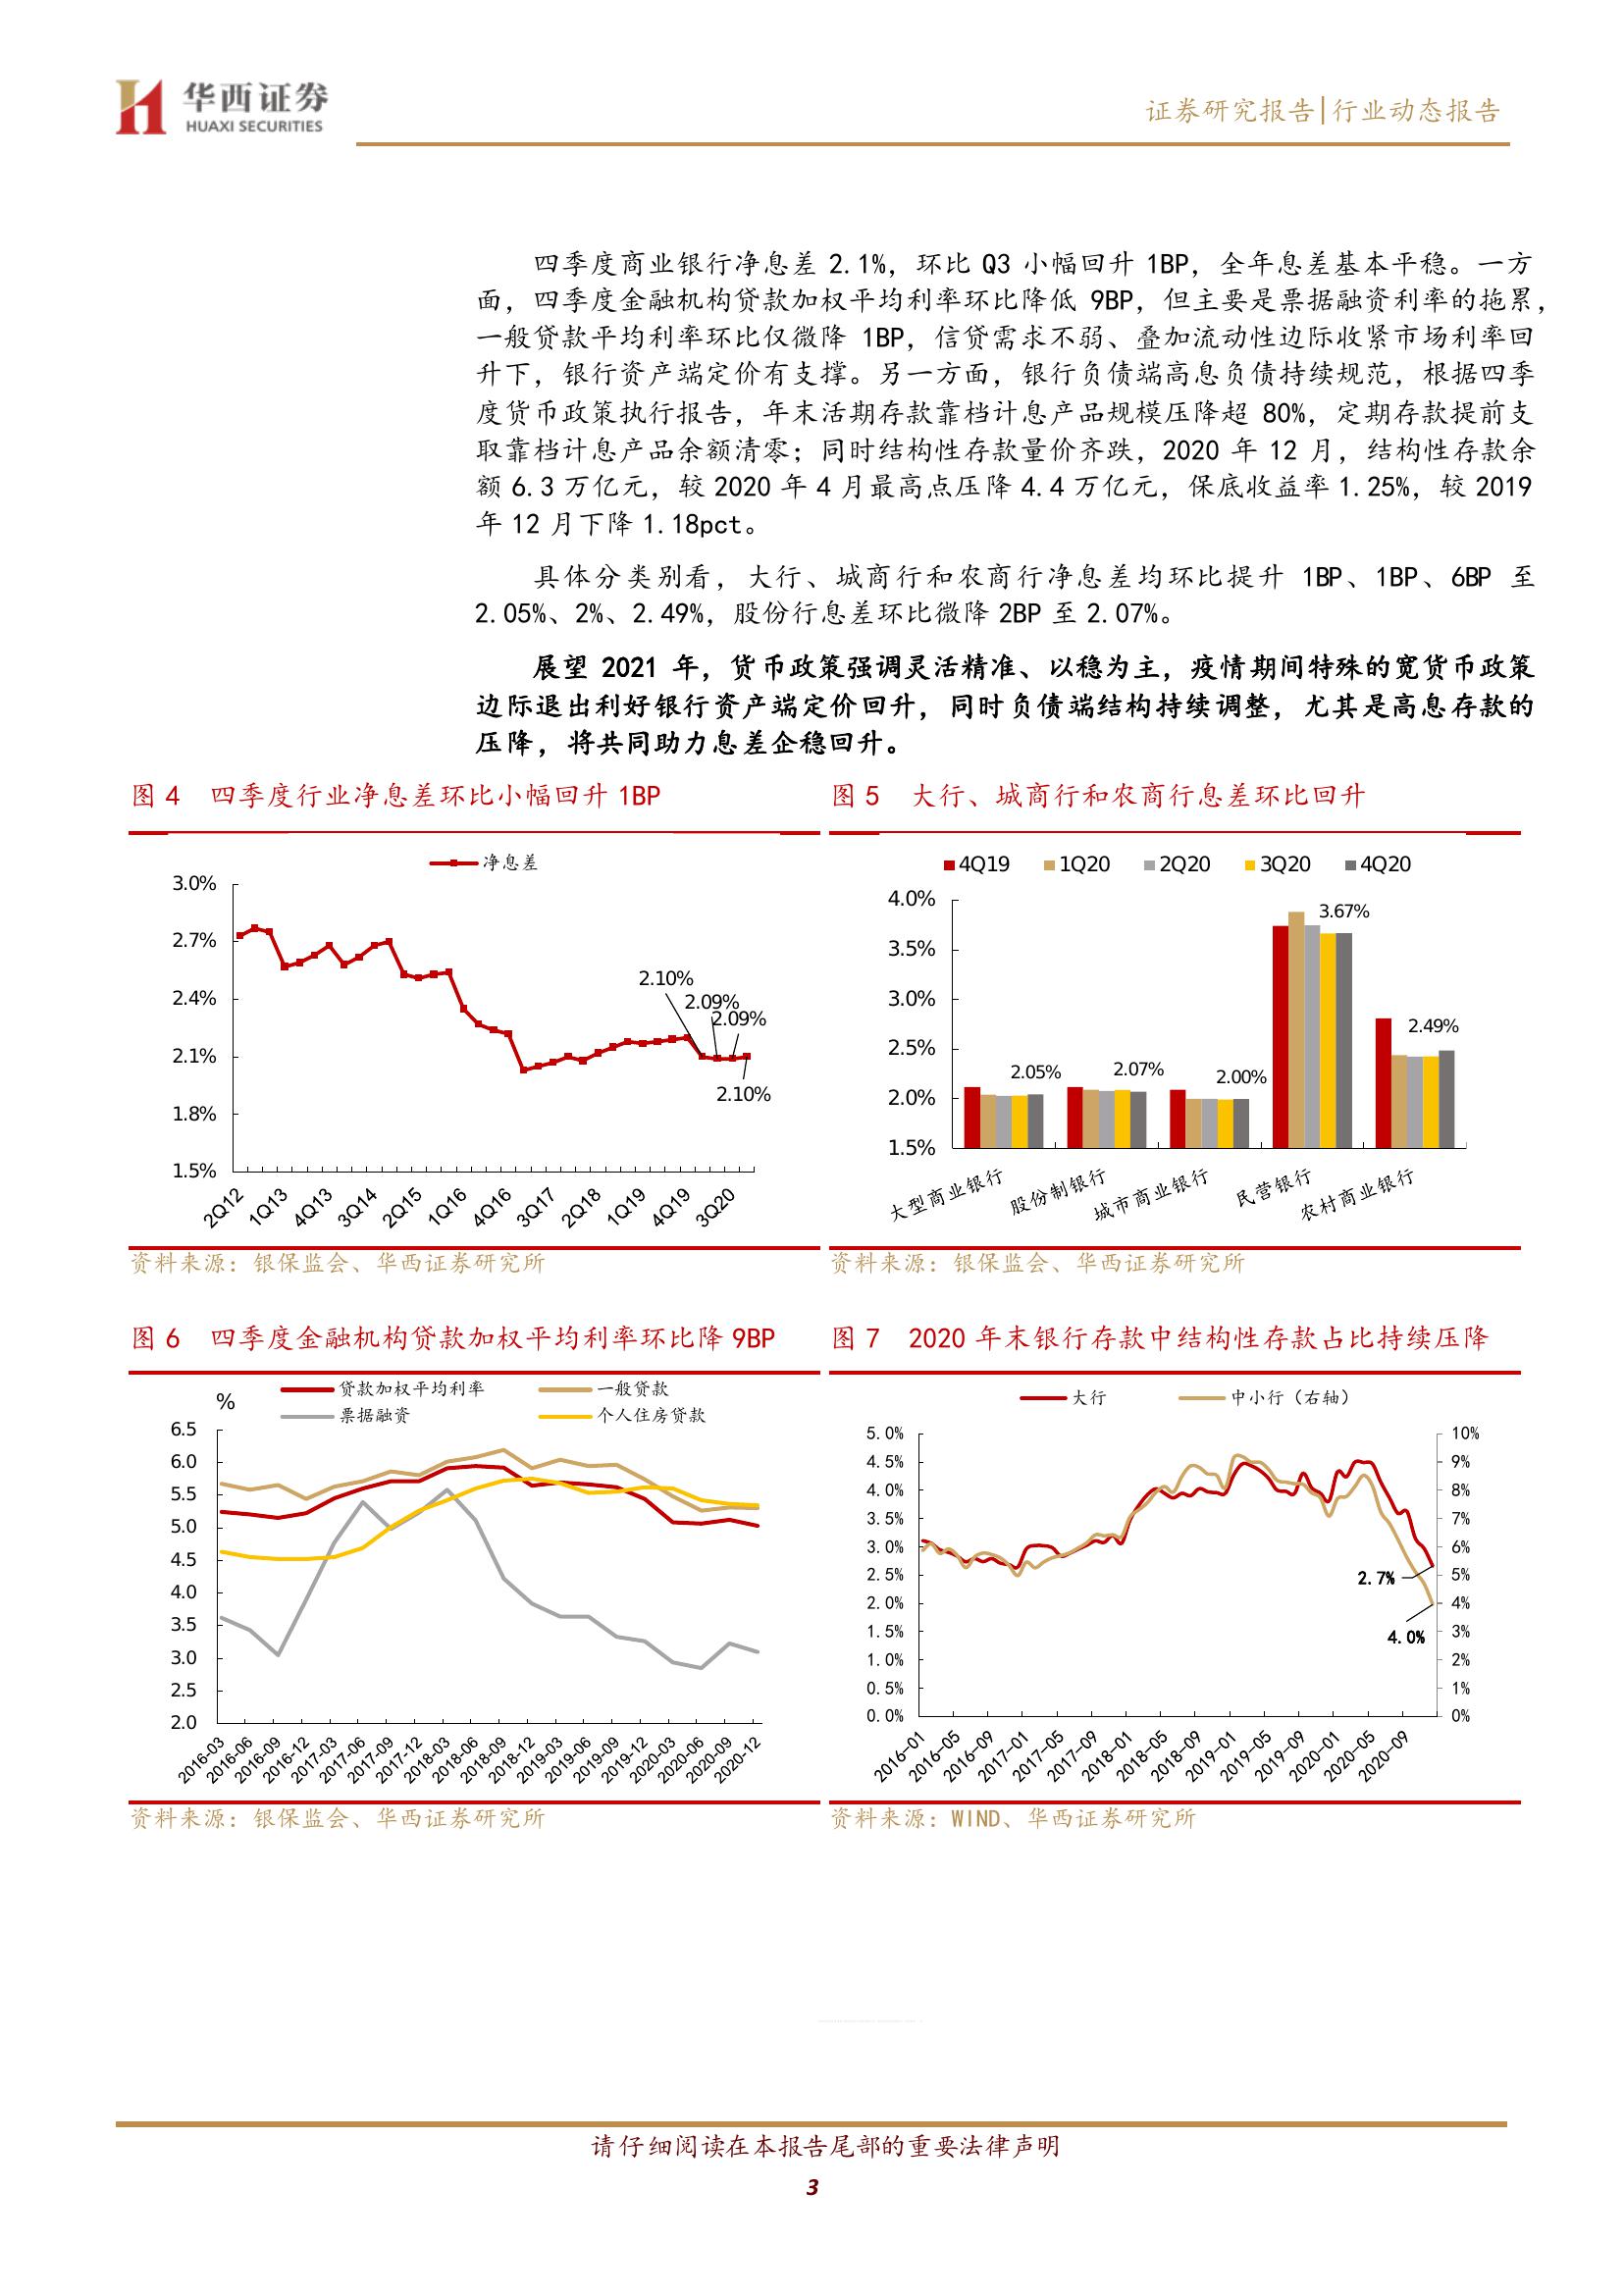 华西证券
HUAXI SECURITIES
证券研究报告|行业动态报告
四季度商业银行净息差 2.1%，环比 Q3 小幅回升 1BP，全年息差基本平稳。一方
面，四季度金融机构贷款加权平均利率环比降低 9BP，但主要是票据融资利率的拖累，
一般贷款平均利率环比仅微降 1BP，信贷需求不弱、叠加流动性边际收紧市场利率回
升下，银行资产端定价有支撑。另一方面，银行负债端高息负债持续规范，根据四季
度货币政策执行报告，年末活期存款靠档计息产品规模压降超 80%，定期存款提前支
取靠档计息产品余额清零；同时结构性存款量价齐跌，2020 年 12 月，结构性存款余
额 6.3 万亿元，较 2020 年 4 月最高点压降 4.4 万亿元，保底收益率 1.25%，较 2019
年 12 月下降 1.18pct。
具体分类别看，大行、城商行和农商行净息差均环比提升 1BP、1BP、6BP 至
2.05%、2%、2.49%，股份行息差环比微降 2BP 至 2.07%。
展望 2021 年，货币政策强调灵活精准、以稳为主，疫情期间特殊的宽货币政策
边际退出利好银行资产端定价回升，同时负债端结构持续调整，尤其是高息存款的
压降，将共同助力息差企稳回升。
图 4 四季度行业净息差环比小幅回升 1BP
净息差
3.0%
2.7%
2.4%
2.1%
1.8%
1.5%
2.10%
2.09%
2.09%
2.10%
2Q12 1Q13 4Q13 3Q14 2Q15 1Q16 4Q16 3Q17 2Q18 1Q19 4Q19 3Q20
资料来源：银保监会、华西证券研究所
图 5 大行、城商行和农商行息差环比回升
4Q19 1Q20 2Q20 3Q20 4Q20
4.0%
3.5%
3.0%
2.5%
2.0%
1.5%
2.05%
2.07%
2.00%
3.67%
2.49%
大型商业银行 股份制银行 城市商业银行 民营银行 农村商业银行
资料来源：银保监会、华西证券研究所
图 6 四季度金融机构贷款加权平均利率环比降 9BP
%
贷款加权平均利率 一般贷款
票据融资 个人住房贷款
6.5
6.0
5.5
5.0
4.5
4.0
3.5
3.0
2.5
2.0
2016-03 2016-06 2016-09 2016-12 2017-03 2017-06 2017-09 2017-12 2018-03 2018-06 2018-09 2018-12 2019-03 2019-06 2019-09 2019-12 2020-03 2020-06 2020-09 2020-12
资料来源：银保监会、华西证券研究所
图 7 2020 年末银行存款中结构性存款占比持续压降
大行 中小行（右轴）
5.0% 10%
4.5% 9%
4.0% 8%
3.5% 7%
3.0% 6%
2.5% 5%
2.0% 4%
1.5% 3%
1.0% 2%
0.5% 1%
0.0% 0%
2.7%
4.0%
2016-01 2016-05 2016-09 2017-01 2017-05 2017-09 2018-01 2018-05 2018-09 2019-01 2019-05 2019-09 2020-01 2020-05 2020-09
资料来源：WIND、华西证券研究所
请仔细阅读在本报告尾部的重要法律声明
3